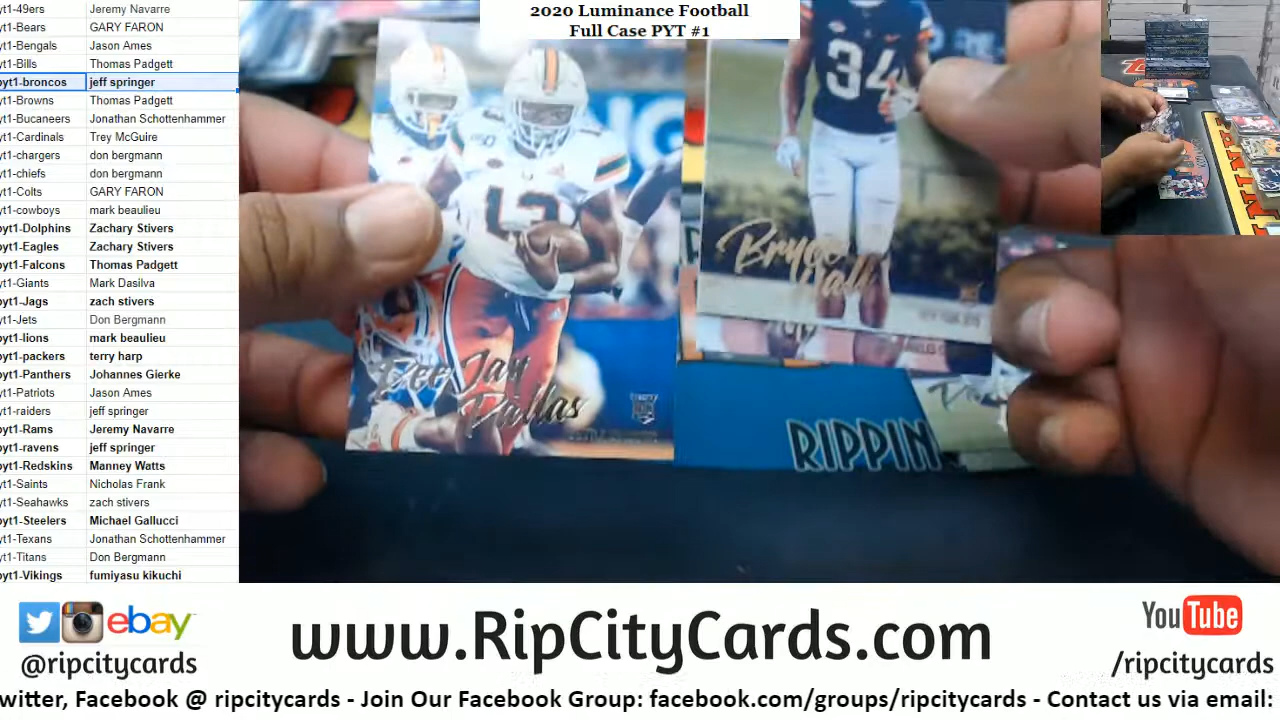 2020 Luminance Football
Full Case PYT #1
yt1-49ers Jeremy Navarre
yt1-Bears GARY FARON
yt1-Bengals Jason Ames
yt1-Bills Thomas Padgett
pyt1-broncos jeff springer
yt1-Browns Thomas Padgett
yt1-Bucaneers Jonathan Schottenhammer
yt1-Cardinals Trey McGuire
yt1-chargers don bergmann
yt1-chiefs don bergmann
yt1-Colts GARY FARON
yt1-cowboys mark beaulieu
pyt1-Dolphins Zachary Stivers
pyt1-Eagles Zachary Stivers
pyt1-Falcons Thomas Padgett
yt1-Giants Mark Dasilva
pyt1-Jags zach stivers
yt1-Jets Don Bergmann
pyt1-lions mark beaulieu
pyt1-packers terry harp
pyt1-Panthers Johannes Gierke
yt1-Patriots Jason Ames
yt1-raiders jeff springer
pyt1-Rams Jeremy Navarre
pyt1-ravens jeff springer
pyt1-Redskins Manney Watts
yt1-Saints Nicholas Frank
yt1-Seahawks zach stivers
pyt1-Steelers Michael Gallucci
yt1-Texans Jonathan Schottenhammer
yt1-Titans Don Bergmann
pyt1-Vikings fumiyasu kikuchi
34
13
Bryce
Hall
DeeJay
Dallas
RIPPIN
ebay
@ripcitycards
www.RipCityCards.com
YouTube
/ripcitycards
witter, Facebook @ ripcitycards - Join Our Facebook Group: facebook.com/groups/ripcitycards - Contact us via email: